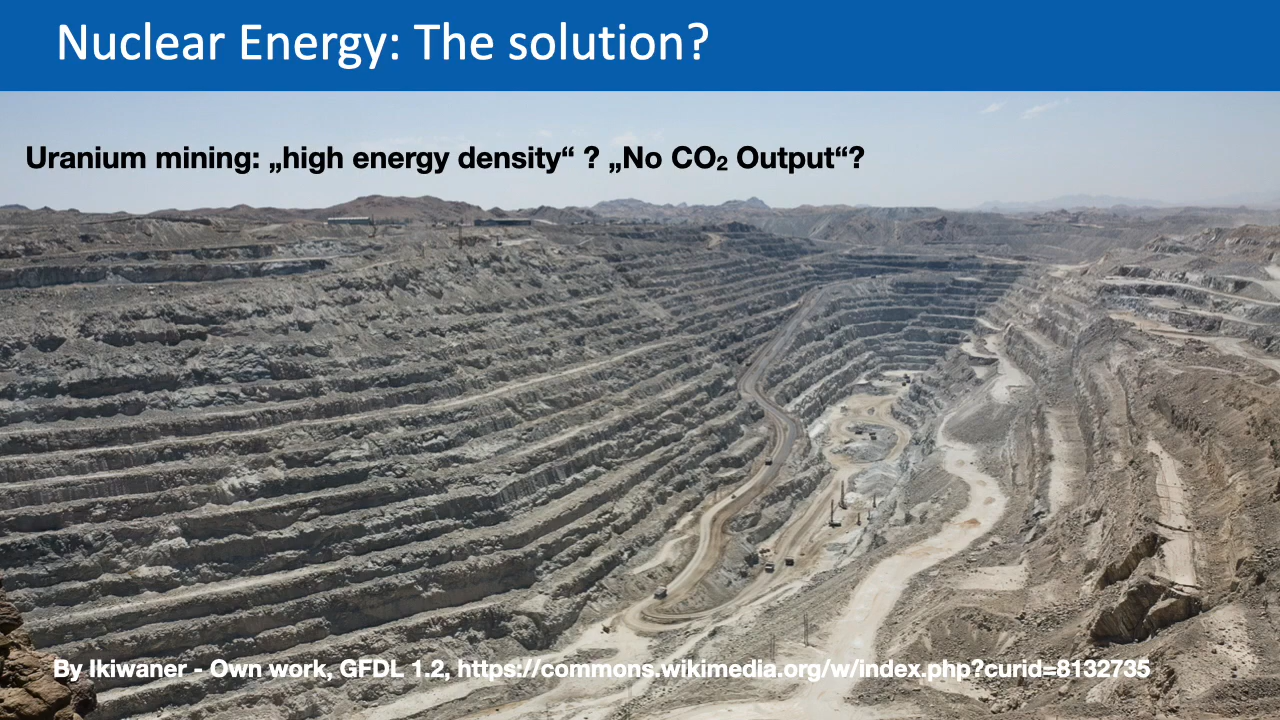 Nuclear Energy: The solution?
Uranium mining: „high energy density“ ? „No CO₂ Output“?
By Ikiwaner - Own work, GFDL 1.2, https://commons.wikimedia.org/w/index.php?curid=8132735